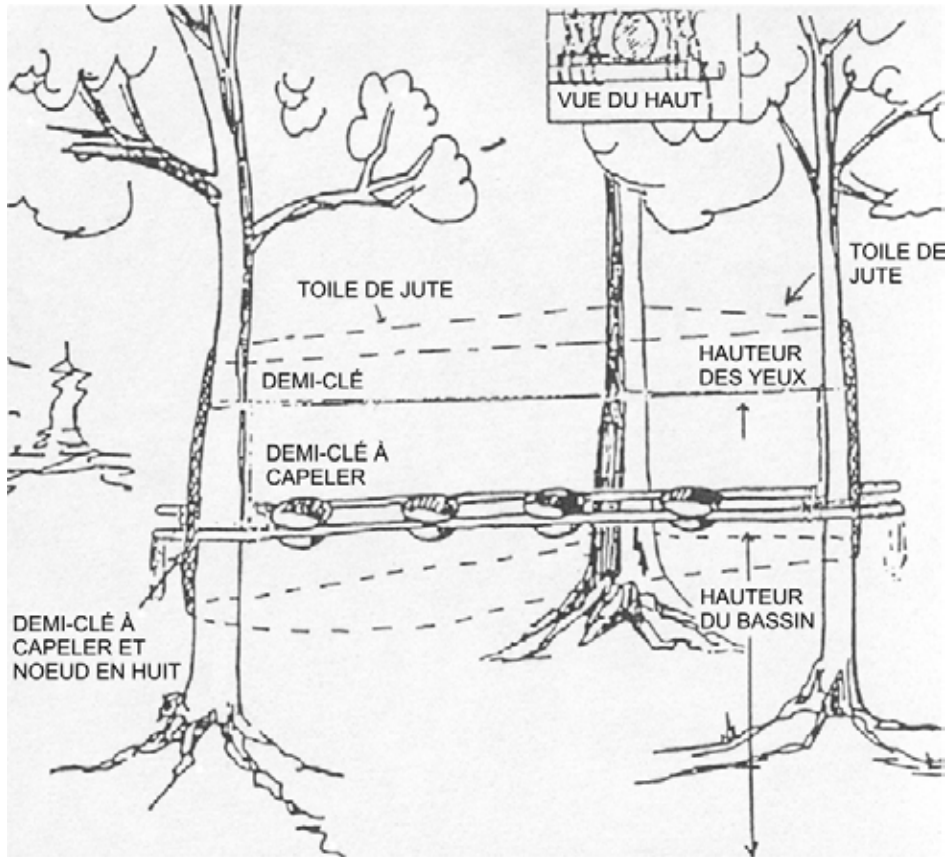 VUE DU HAUT
TOILE DE JUTE
TOILE DE
JUTE
HAUTEUR
DES YEUX
DEMI-CLÉ
DEMI-CLÉ À
CAPELER
HAUTEUR
DU BASSIN
DEMI-CLÉ À
CAPELER ET
NOEUD EN HUIT